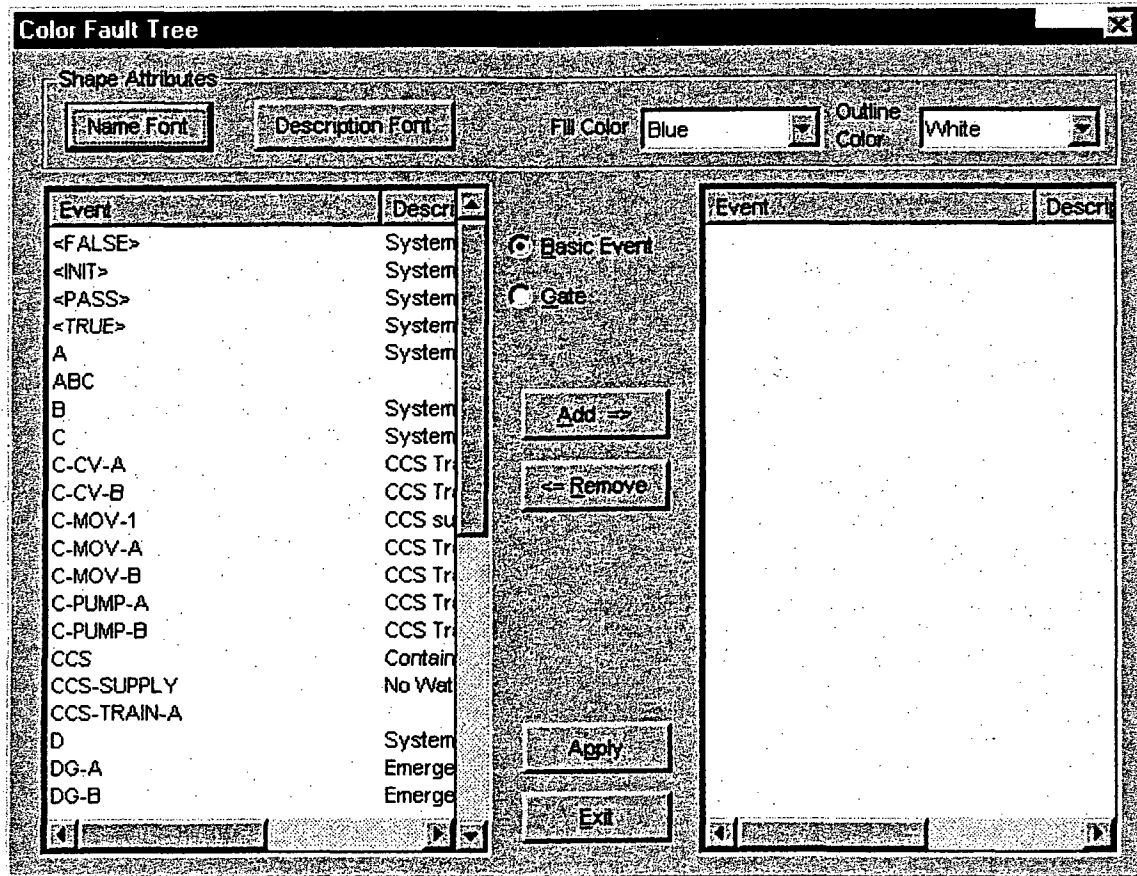 Color Fault Tree
Shape Attributes
Name Font
Description Font
Fill Color
Blue
Outline
Color
White
Event Descri
<FALSE> System
<INIT> System
<PASS> System
<TRUE> System
A System
ABC
B System
C System
C-CV-A CCS Tr
C-CV-B CCS Tr
C-MOV-1 CCS su
C-MOV-A CCS Tr
C-MOV-B CCS Tr
C-PUMP-A CCS Tr
C-PUMP-B CCS Tr
CCS Contain
CCS-SUPPLY No Wat
CCS-TRAIN-A
D System
DG-A Emerge
DG-B Emerge
Basic Event
Gate
Add =>
<= Remove
Apply
Exit
Event Descrip